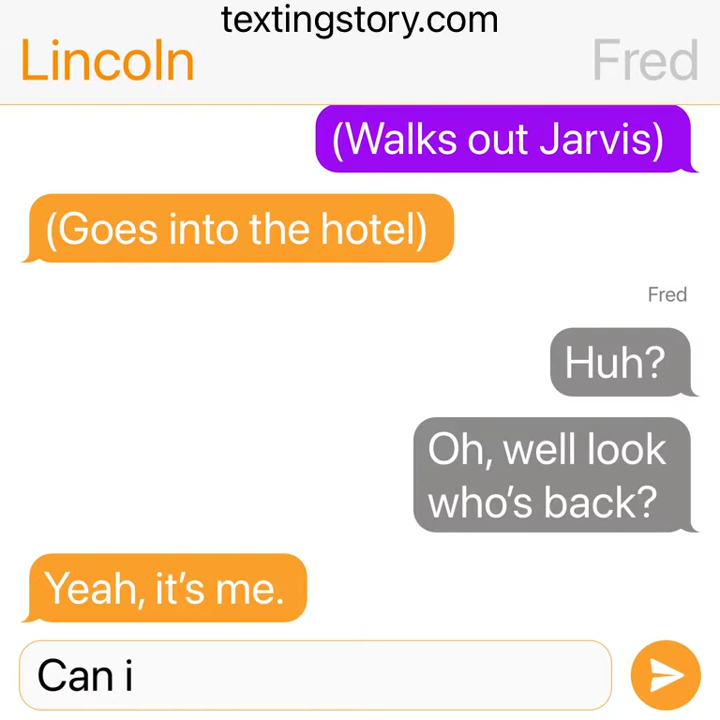 textingstory.com
Lincoln
Fred
(Walks out Jarvis)
(Goes into the hotel)
Fred
Huh?
Oh, well look
who’s back?
Yeah, it’s me.
Can i